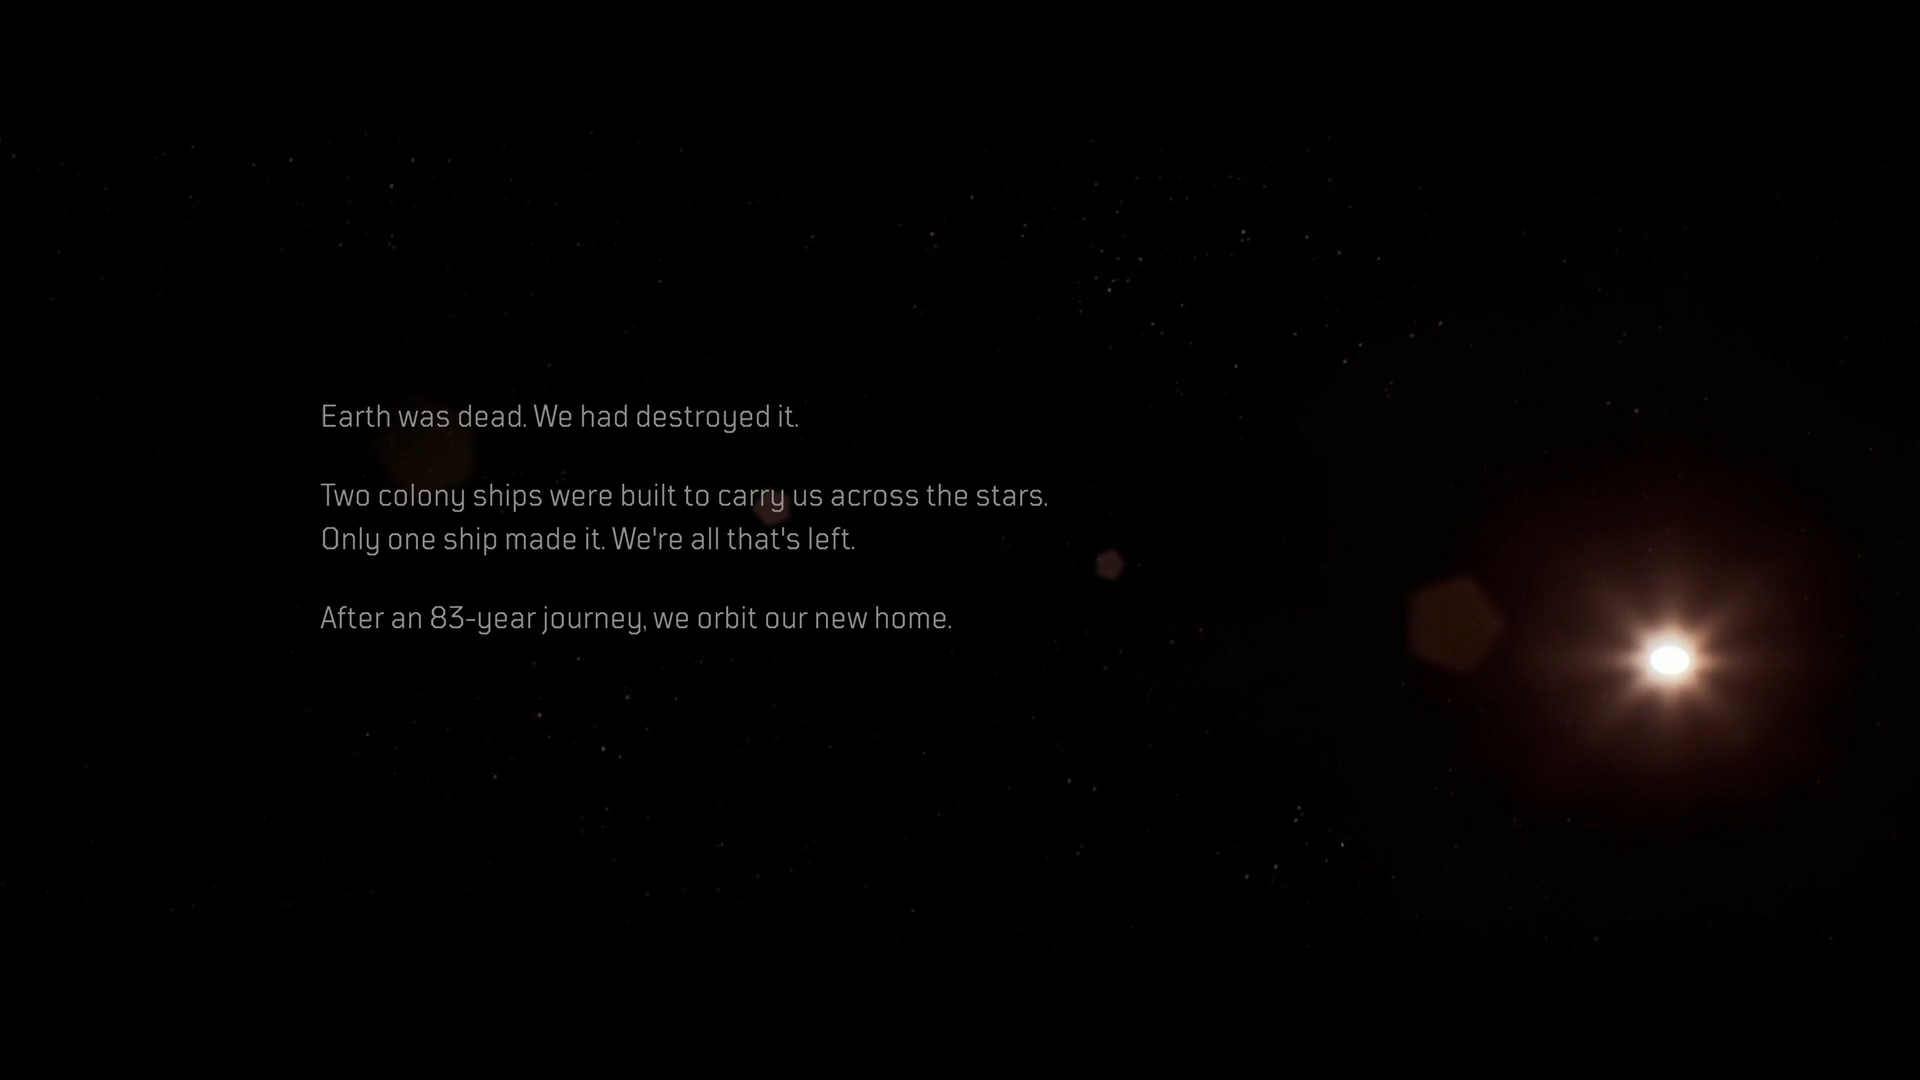 Earth was dead. We had destroyed it.
Two colony ships were built to carry us across the stars.
Only one ship made it. We're all that's left.
After an 83-year journey, we orbit our new home.